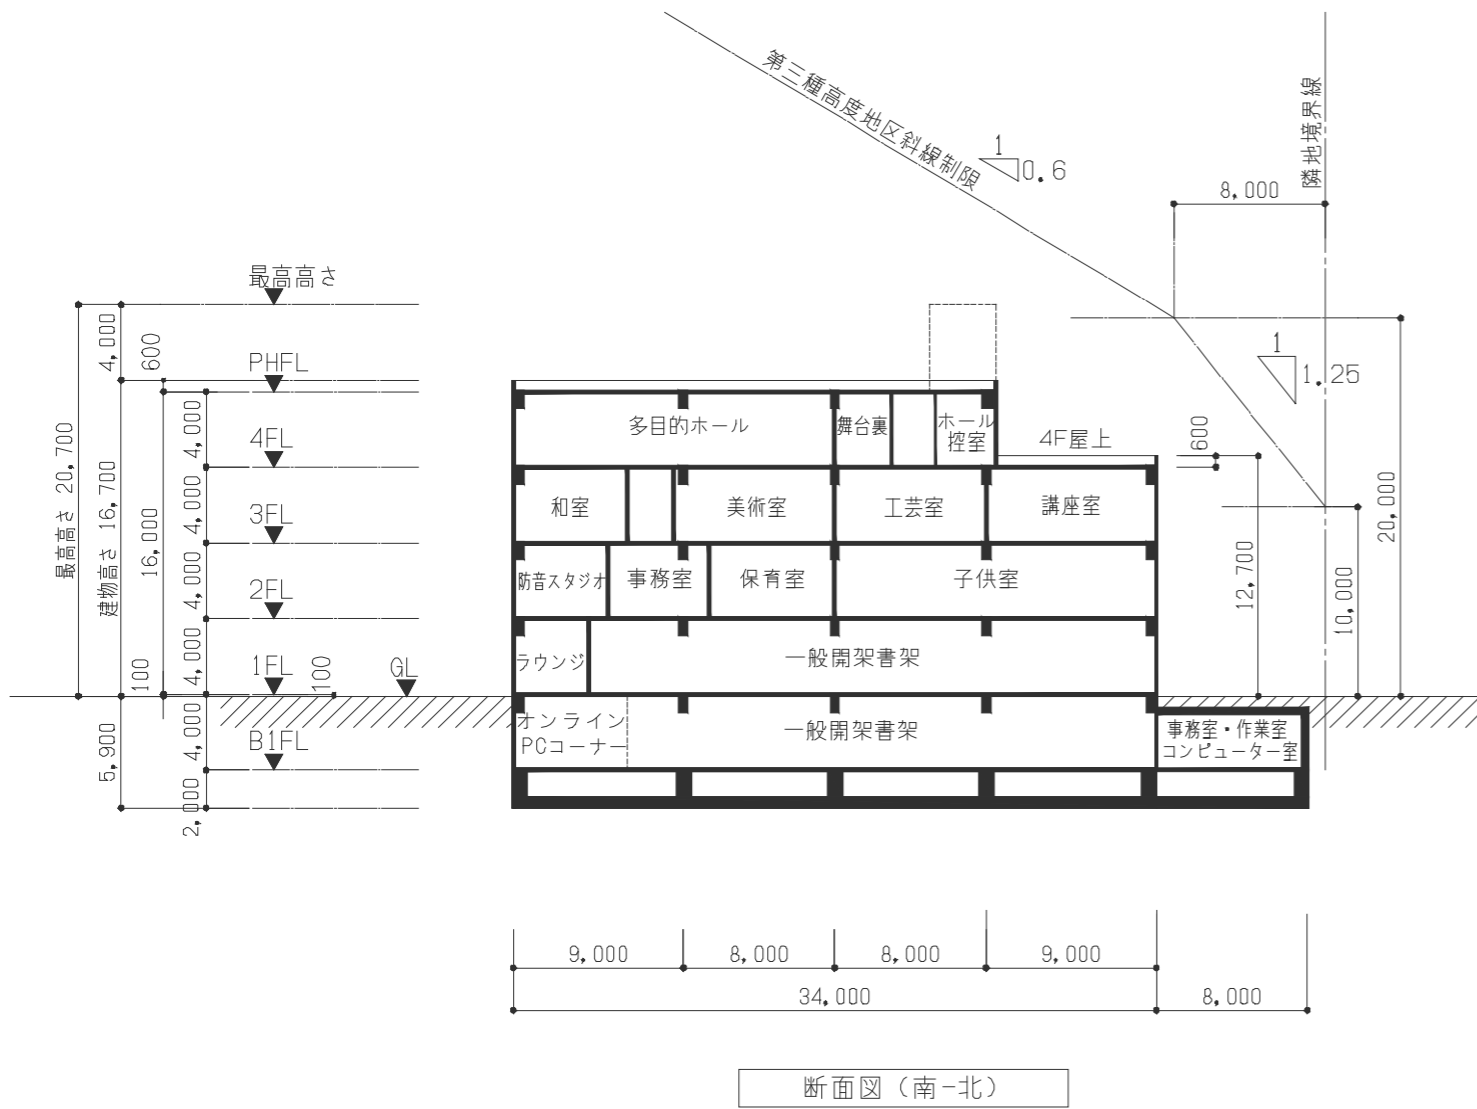 第三種高度地区斜線制限
1
0.6
隣地境界線
8,000
最高高さ
4,000
600
PHFL
1
1.25
多目的ホール
舞台裏
ホール
控室
4F屋上
600
4FL
4,000
最高高さ 20,700
建物高さ 16,700
16,000
和室
美術室
工芸室
講座室
20,000
3FL
4,000
防音スタジオ
事務室
保育室
子供室
12,700
10,000
2FL
4,000
ラウンジ
一般開架書架
1FL
4,000
100
100
GL
オンライン
PCコーナー
一般開架書架
事務室・作業室
コンピューター室
B1FL
4,000
5,900
2,000
9,000
8,000
8,000
9,000
34,000
8,000
断面図（南-北）